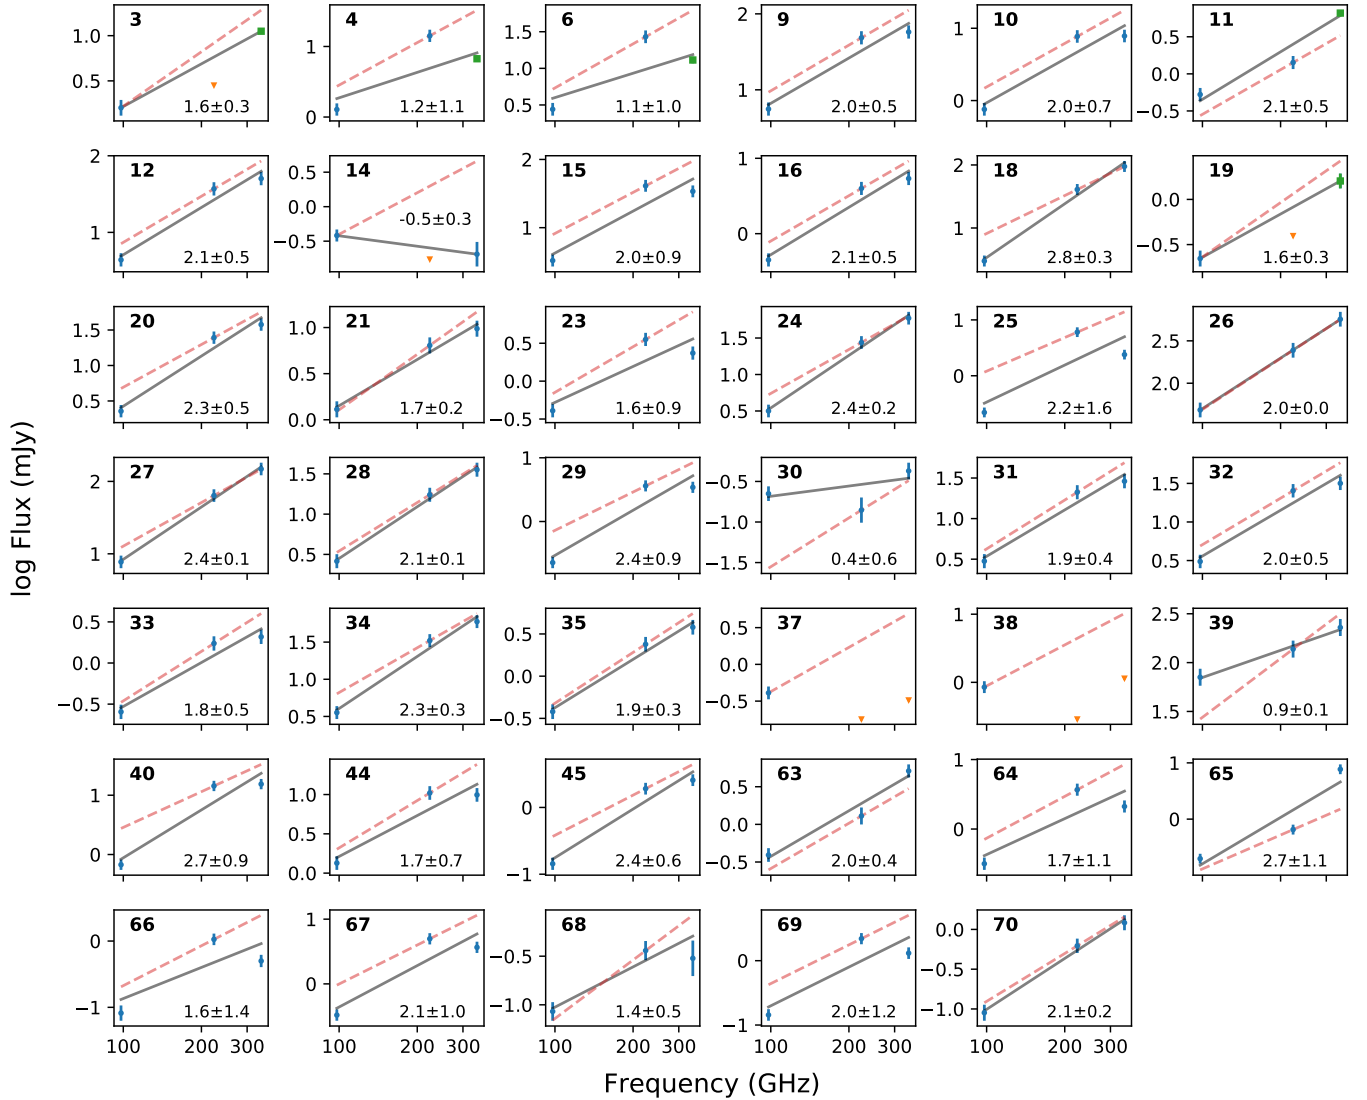 3 4 6 9 10 11
1.0 0.5 1 0 1.5 1.0 0.5 2 1 1 0 0.5 0.0 −0.5
1.6±0.3 1.2±1.1 1.1±1.0 2.0±0.5 2.0±0.7 2.1±0.5
12 14 15 16 18 19
2 1 0.5 0.0 −0.5 2 1 1 0 2 1 0.0 −0.5
2.1±0.5 -0.5±0.3 2.0±0.9 2.1±0.5 2.8±0.3 1.6±0.3
20 21 23 24 25 26
1.5 1.0 0.5 1.0 0.5 0.0 0.5 0.0 −0.5 1.5 1.0 0.5 1 0 2.5 2.0
2.3±0.5 1.7±0.2 1.6±0.9 2.4±0.2 2.2±1.6 2.0±0.0
27 28 29 30 31 32
2 1 1.5 1.0 0.5 1 0 −0.5 −1.0 −1.5 1.5 1.0 0.5 1.5 1.0 0.5
2.4±0.1 2.1±0.1 2.4±0.9 0.4±0.6 1.9±0.4 2.0±0.5
33 34 35 37 38 39
0.5 0.0 −0.5 1.5 1.0 0.5 0.5 0.0 −0.5 0.5 0.0 −0.5 1 0 2.5 2.0 1.5
1.8±0.5 2.3±0.3 1.9±0.3 0.9±0.1
40 44 45 63 64 65
1 0 1.0 0.5 0.0 0 −1 0.5 0.0 −0.5 1 0 1 0
2.7±0.9 1.7±0.7 2.4±0.6 2.0±0.4 1.7±1.1 2.7±1.1
66 67 68 69 70
0 −1 1 0 −0.5 −1.0 0 −1 0.0 −0.5 −1.0
1.6±1.4 2.1±1.0 1.4±0.5 2.0±1.2 2.1±0.2
100 200 300 100 200 300 100 200 300 100 200 300 100 200 300
log Flux (mJy)
Frequency (GHz)